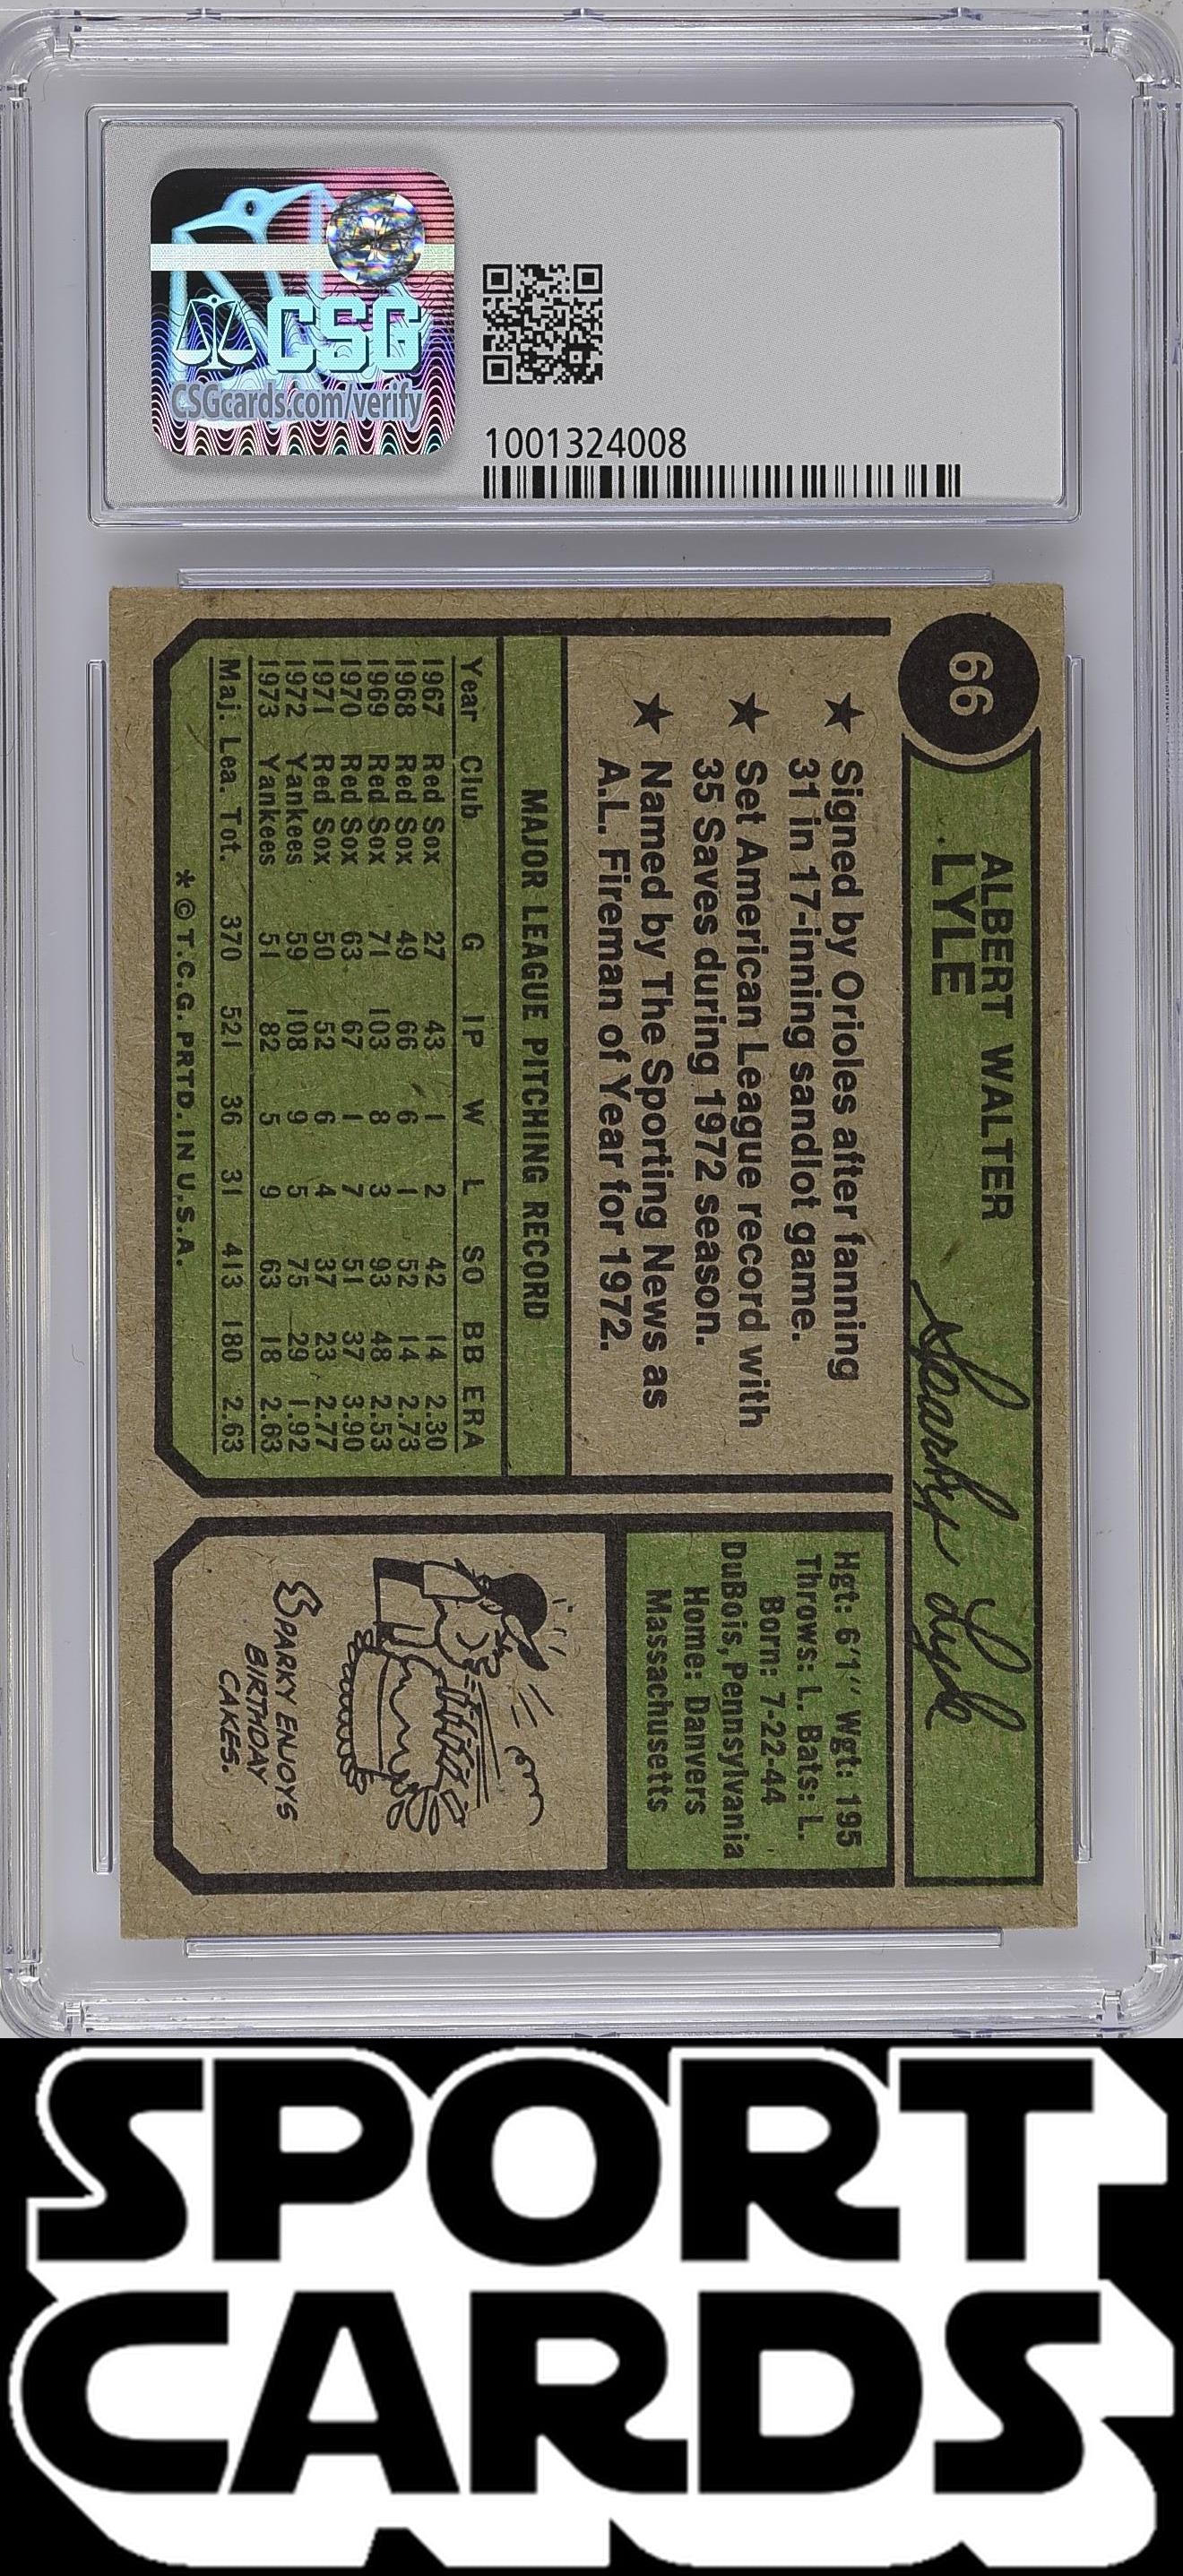 CSG
CSGcards.com/verify
1001324008
66
ALBERT WALTER
LYLE
Sparky Lyle
★ Signed by Orioles after fanning
31 in 17-inning sandlot game.
★ Set American League record with
35 Saves during 1972 season.
★ Named by The Sporting News as
A.L. Fireman of Year for 1972.
Hgt: 6'1" Wgt: 195
Throws: L. Bats: L.
Born: 7-22-44
DuBois, Pennsylvania
Home: Danvers
Massachusetts
MAJOR LEAGUE PITCHING RECORD
Year Club G IP W L SO BB ERA
1967 Red Sox 27 43 1 2 42 14 2.30
1968 Red Sox 49 66 6 1 52 14 2.73
1969 Red Sox 71 103 8 3 93 48 2.53
1970 Red Sox 63 67 1 7 51 37 3.90
1971 Red Sox 50 52 6 4 37 23 2.77
1972 Yankees 59 108 9 5 75 29 1.92
1973 Yankees 51 82 5 9 63 18 2.63
Maj. Lea. Tot. 370 521 36 31 413 180 2.63
* © T.C.G. PRTD. IN U.S.A.
SPARKY ENJOYS
BIRTHDAY
CAKES.
SPORT
CARDS